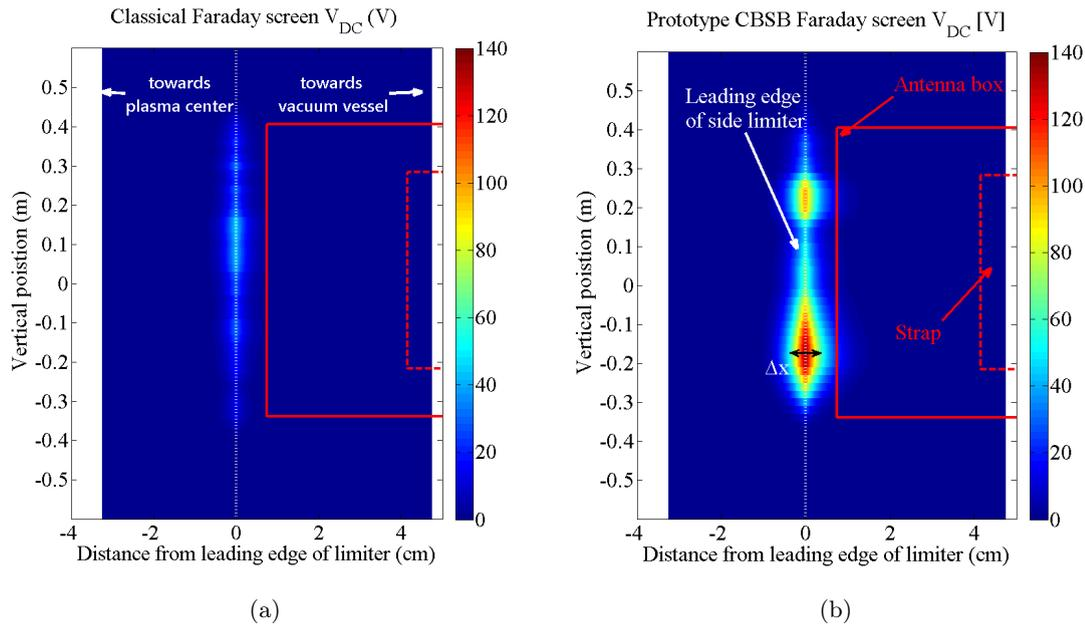 Classical Faraday screen V_DC (V)
towards
plasma center
towards
vacuum vessel
0.5
0.4
0.3
0.2
0.1
0
-0.1
-0.2
-0.3
-0.4
-0.5
Vertical poistion (m)
-4
-2
0
2
4
Distance from leading edge of limiter (cm)
140
120
100
80
60
40
20
0
(a)
Prototype CBSB Faraday screen V_DC [V]
Leading edge
of side limiter
Antenna box
Strap
Δx
0.5
0.4
0.3
0.2
0.1
0
-0.1
-0.2
-0.3
-0.4
-0.5
Vertical poistion (m)
-4
-2
0
2
4
Distance from leading edge of limiter (cm)
140
120
100
80
60
40
20
0
(b)